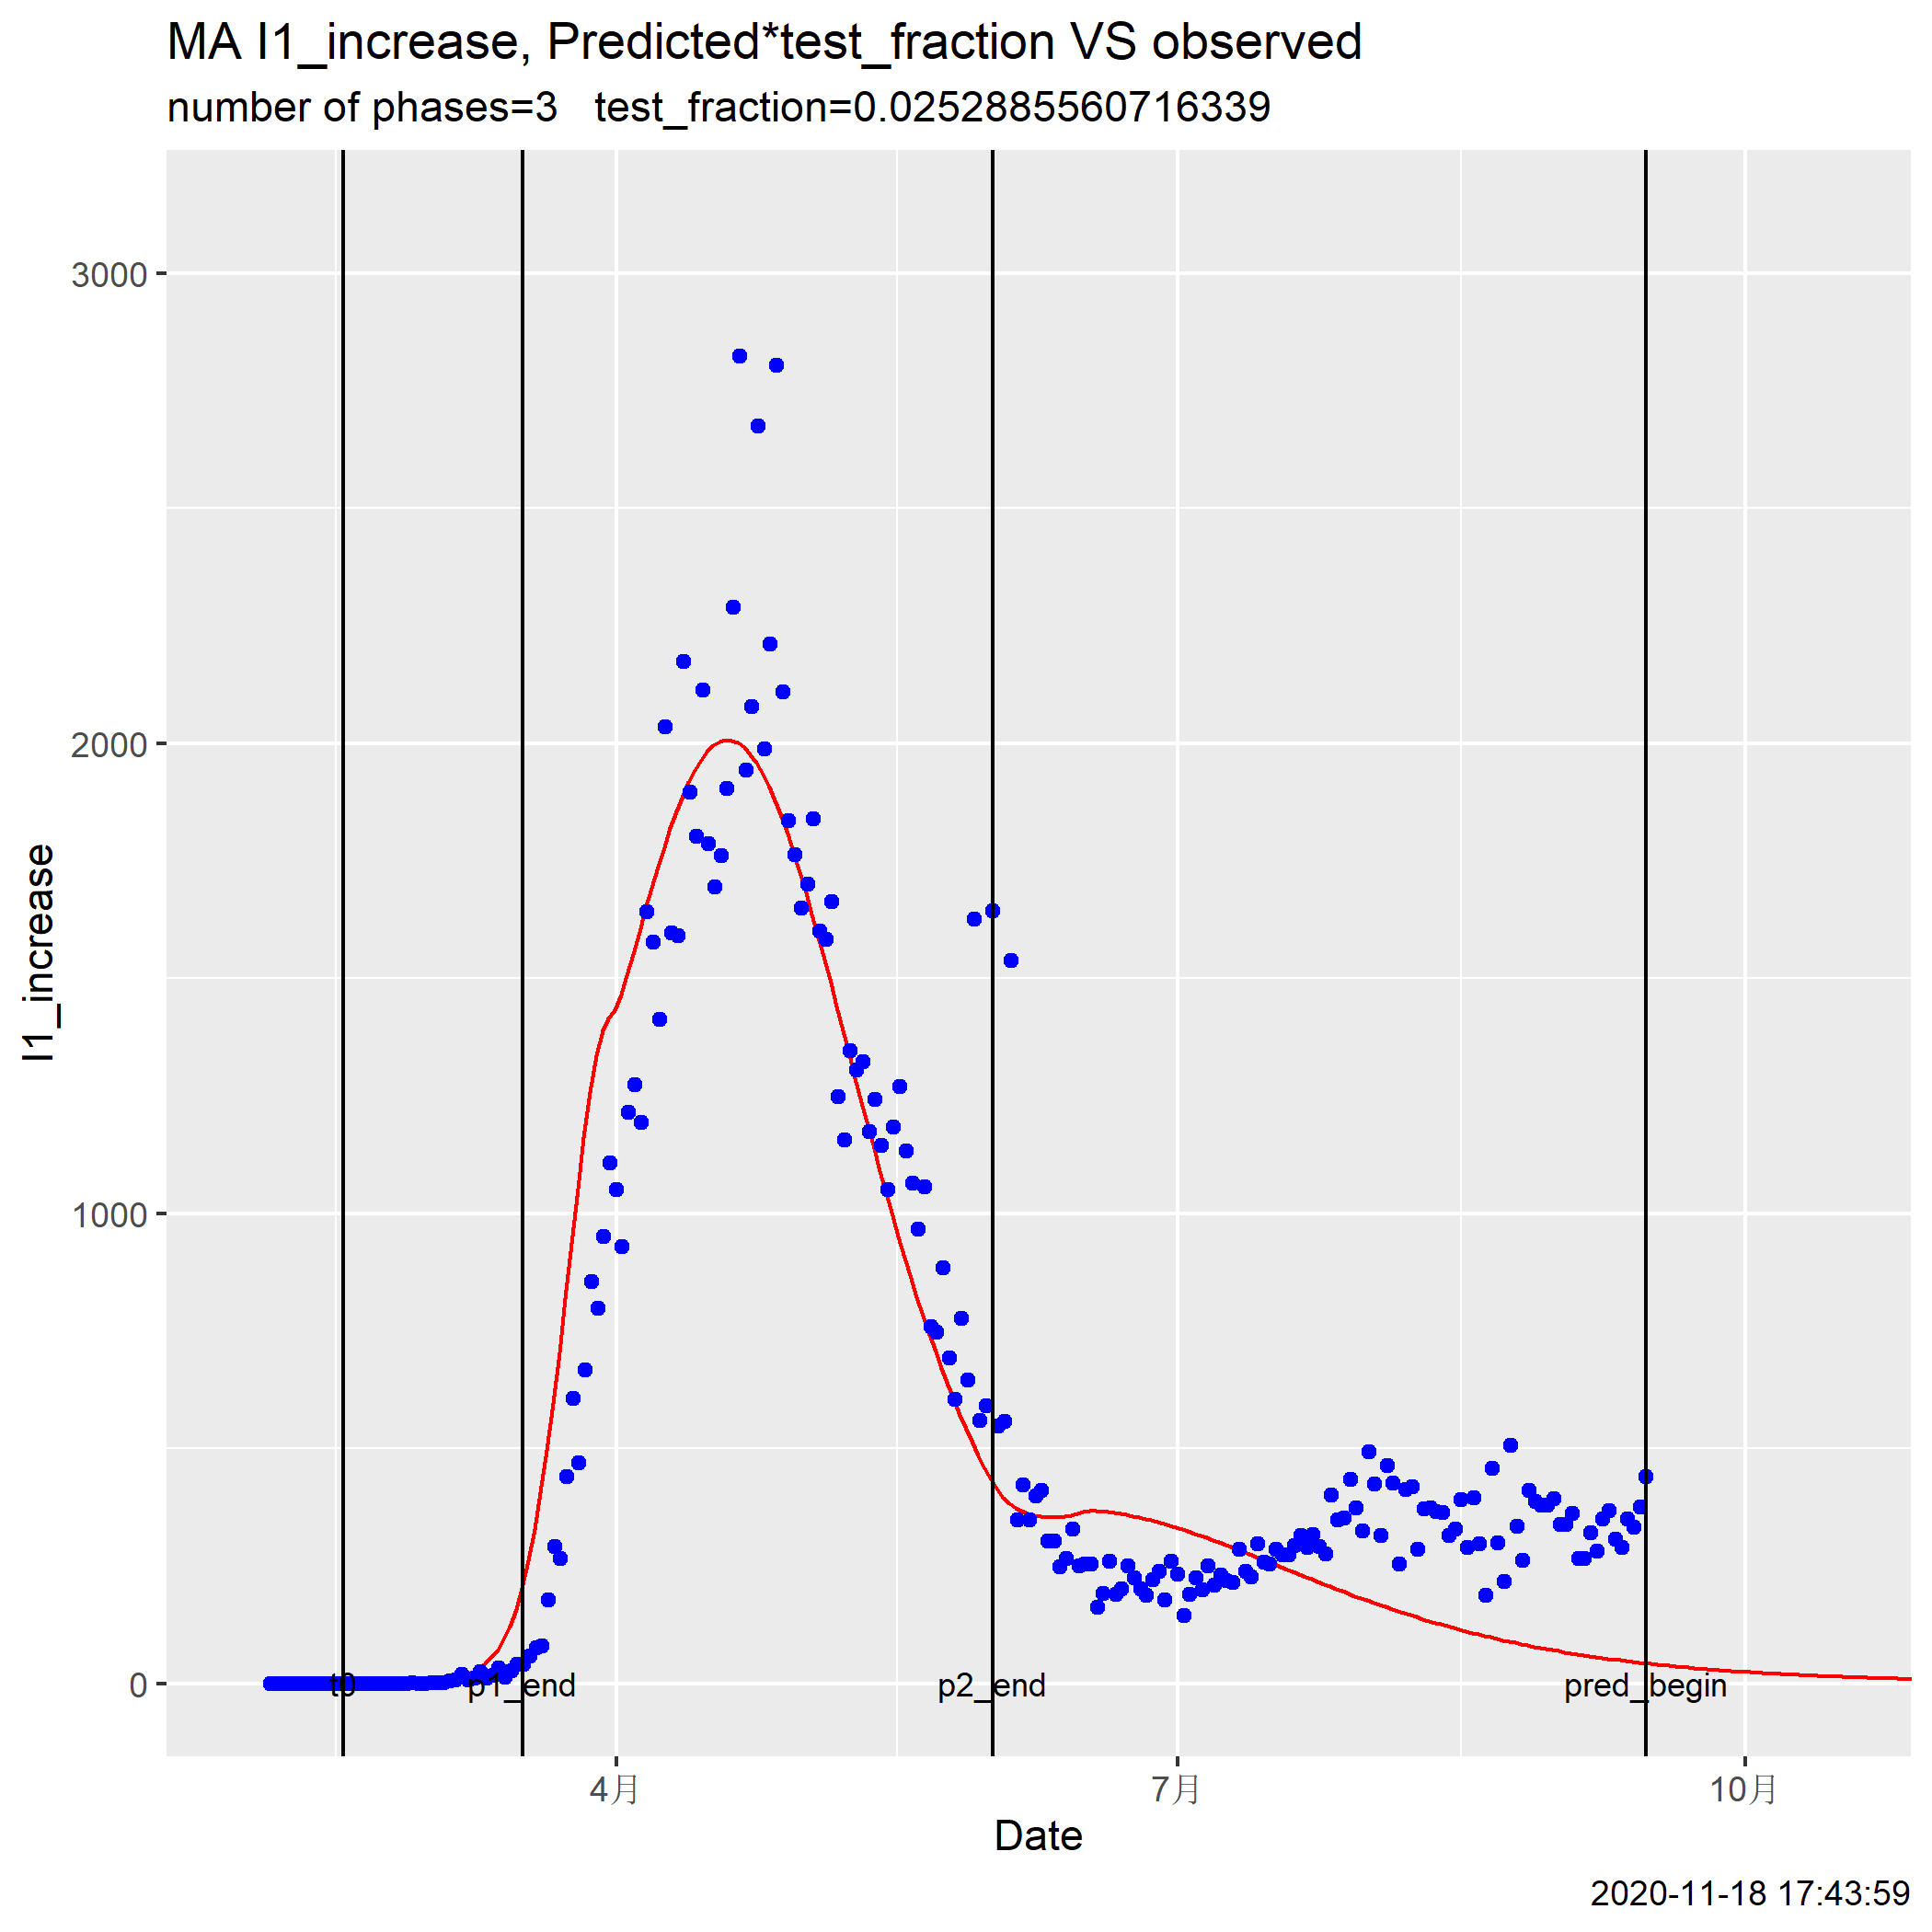 MA I1_increase, Predicted*test_fraction VS observed
number of phases=3   test_fraction=0.0252885560716339
3000
2000
1000
0
I1_increase
t0
p1_end
p2_end
pred_begin
4月
7月
10月
Date
2020-11-18 17:43:59